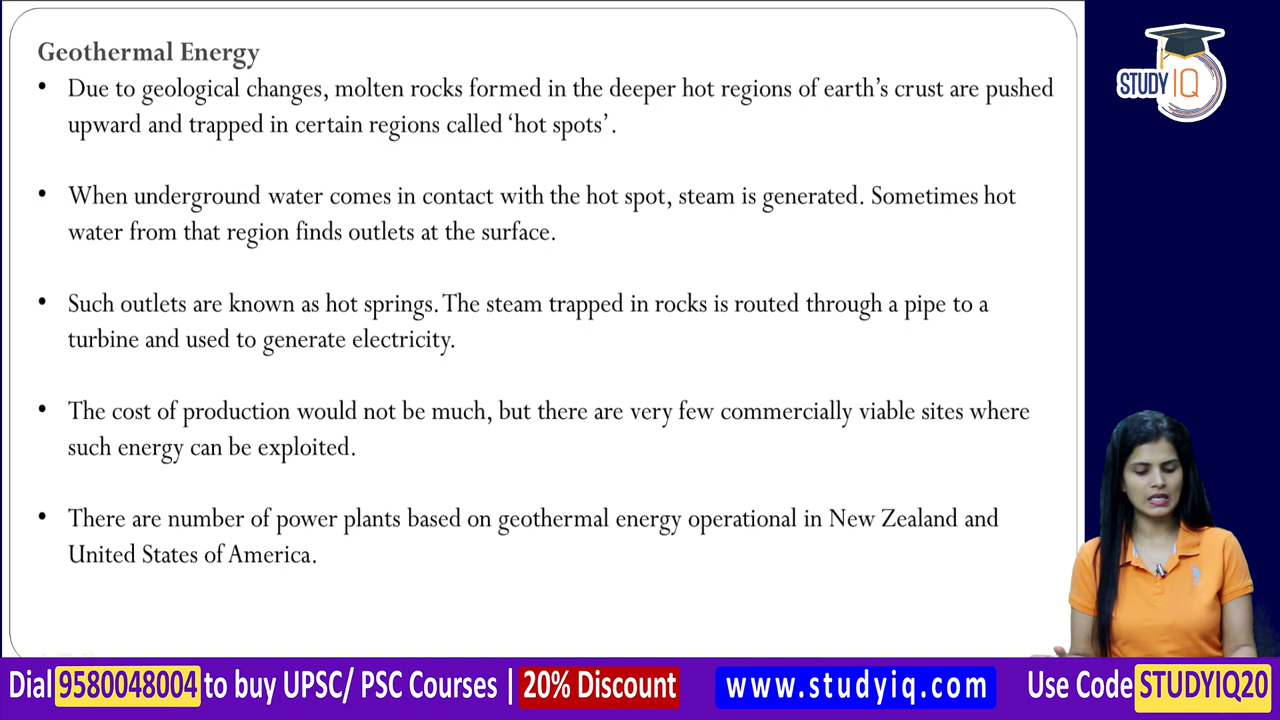 Geothermal Energy
• Due to geological changes, molten rocks formed in the deeper hot regions of earth's crust are pushed
upward and trapped in certain regions called 'hot spots'.
• When underground water comes in contact with the hot spot, steam is generated. Sometimes hot
water from that region finds outlets at the surface.
• Such outlets are known as hot springs. The steam trapped in rocks is routed through a pipe to a
turbine and used to generate electricity.
• The cost of production would not be much, but there are very few commercially viable sites where
such energy can be exploited.
• There are number of power plants based on geothermal energy operational in New Zealand and
United States of America.
STUDY IQ
Dial 9580048004 to buy UPSC/ PSC Courses | 20% Discount www.studyiq.com Use Code STUDYIQ20